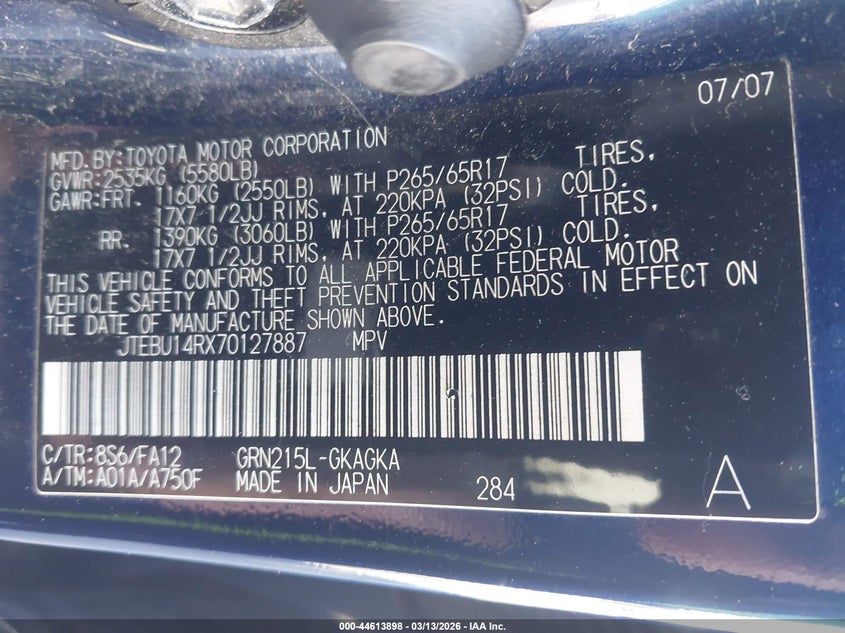 07/07
MFD.BY:TOYOTA MOTOR CORPORATION
GVWR:2535KG (5580LB)
GAWR:FRT. 1160KG (2550LB) WITH P265/65R17 TIRES,
17X7 1/2JJ RIMS, AT 220KPA (32PSI) COLD.
RR. 1390KG (3060LB) WITH P265/65R17 TIRES,
17X7 1/2JJ RIMS, AT 220KPA (32PSI) COLD.
THIS VEHICLE CONFORMS TO ALL APPLICABLE FEDERAL MOTOR
VEHICLE SAFETY AND THEFT PREVENTION STANDARDS IN EFFECT ON
THE DATE OF MANUFACTURE SHOWN ABOVE.
JTEBU14RX70127887 MPV
C/TR:8S6/FA12 GRN215L-GKAGKA
A/TM:A01A/A750F MADE IN JAPAN 284 A
000-44613898 - 03/13/2026 - IAA Inc.